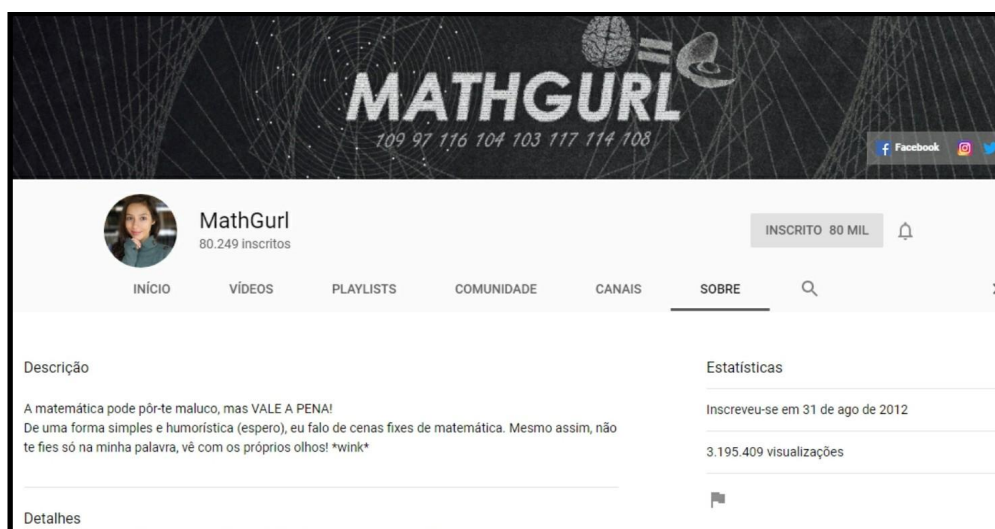 MATHGURL
109 97 116 104 103 117 114 108
Facebook
MathGurl
80.249 inscritos
INSCRITO 80 MIL
INÍCIO VÍDEOS PLAYLISTS COMUNIDADE CANAIS SOBRE
Descrição
A matemática pode pôr-te maluco, mas VALE A PENA!
De uma forma simples e humorística (espero), eu falo de cenas fixes de matemática. Mesmo assim, não
te fies só na minha palavra, vê com os próprios olhos! *wink*
Detalhes
Estatísticas
Inscreveu-se em 31 de ago de 2012
3.195.409 visualizações